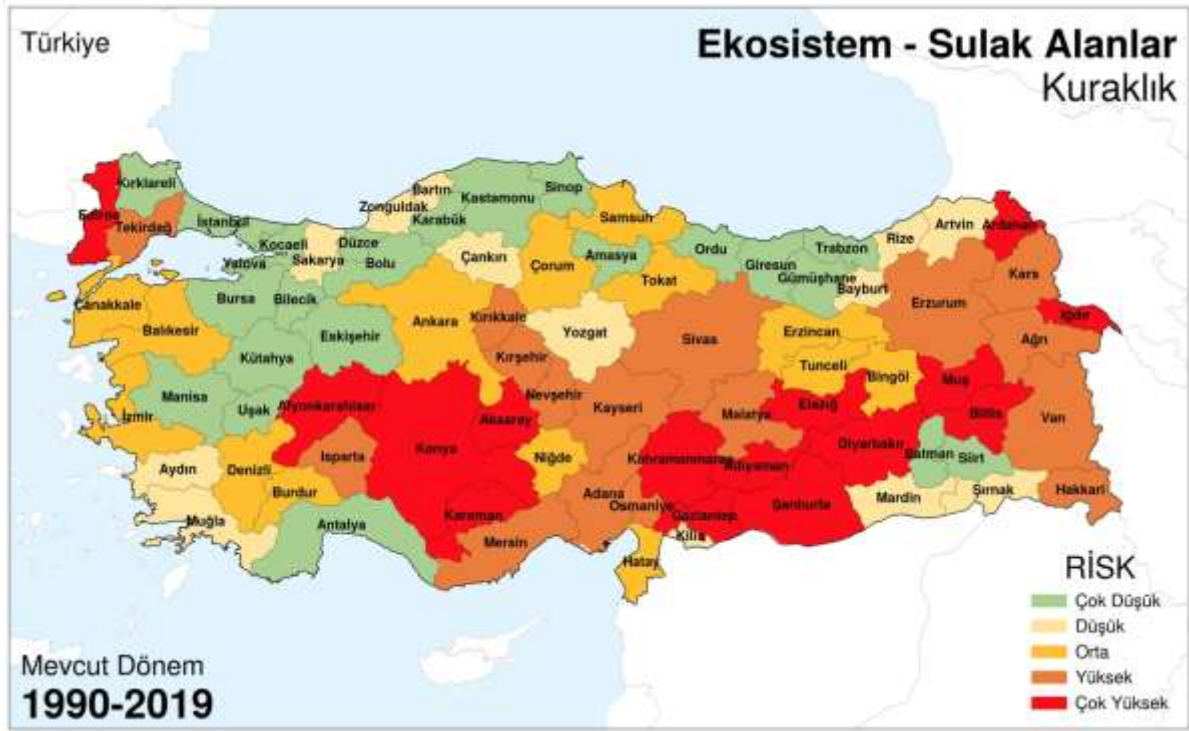 Türkiye
Ekosistem - Sulak Alanlar
Kuraklık
Kırklareli
Edirne
Tekirdağ
İstanbul
Kocaeli
Yalova
Sakarya
Düzce
Bolu
Zonguldak
Bartın
Karabük
Kastamonu
Sinop
Çankırı
Samsun
Çorum
Amasya
Tokat
Ordu
Giresun
Gümüşhane
Trabzon
Bayburt
Rize
Artvin
Ardahan
Kars
Iğdır
Erzurum
Ağrı
Çanakkale
Balıkesir
Bursa
Bilecik
Eskişehir
Kütahya
Ankara
Kırıkkale
Kırşehir
Yozgat
Sivas
Erzincan
Tunceli
Bingöl
Muş
Bitlis
Van
Manisa
Uşak
Afyonkarahisar
İzmir
Konya
Aksaray
Nevşehir
Kayseri
Malatya
Elazığ
Diyarbakır
Batman
Siirt
Aydın
Denizli
Burdur
Isparta
Niğde
Kahramanmaraş
Adıyaman
Mardin
Şırnak
Hakkari
Muğla
Antalya
Karaman
Mersin
Adana
Osmaniye
Gaziantep
Şanlıurfa
Kilis
Hatay
RİSK
Çok Düşük
Düşük
Orta
Yüksek
Çok Yüksek
Mevcut Dönem
1990-2019